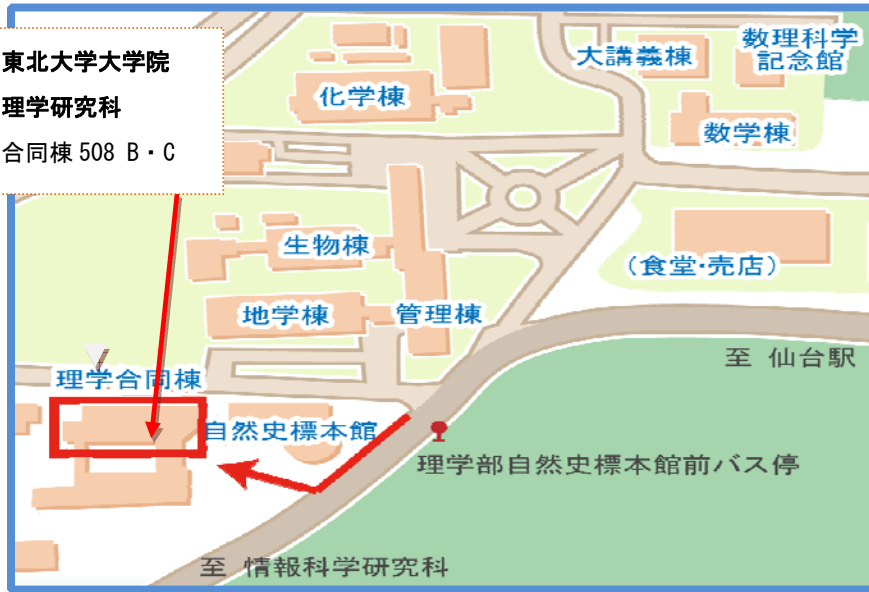 東北大学大学院
理学研究科
合同棟 508 B・C
大講義棟
数理科学
記念館
化学棟
数学棟
生物棟
(食堂・売店)
地学棟
管理棟
至 仙台駅
理学合同棟
自然史標本館
理学部自然史標本館前バス停
至 情報科学研究科